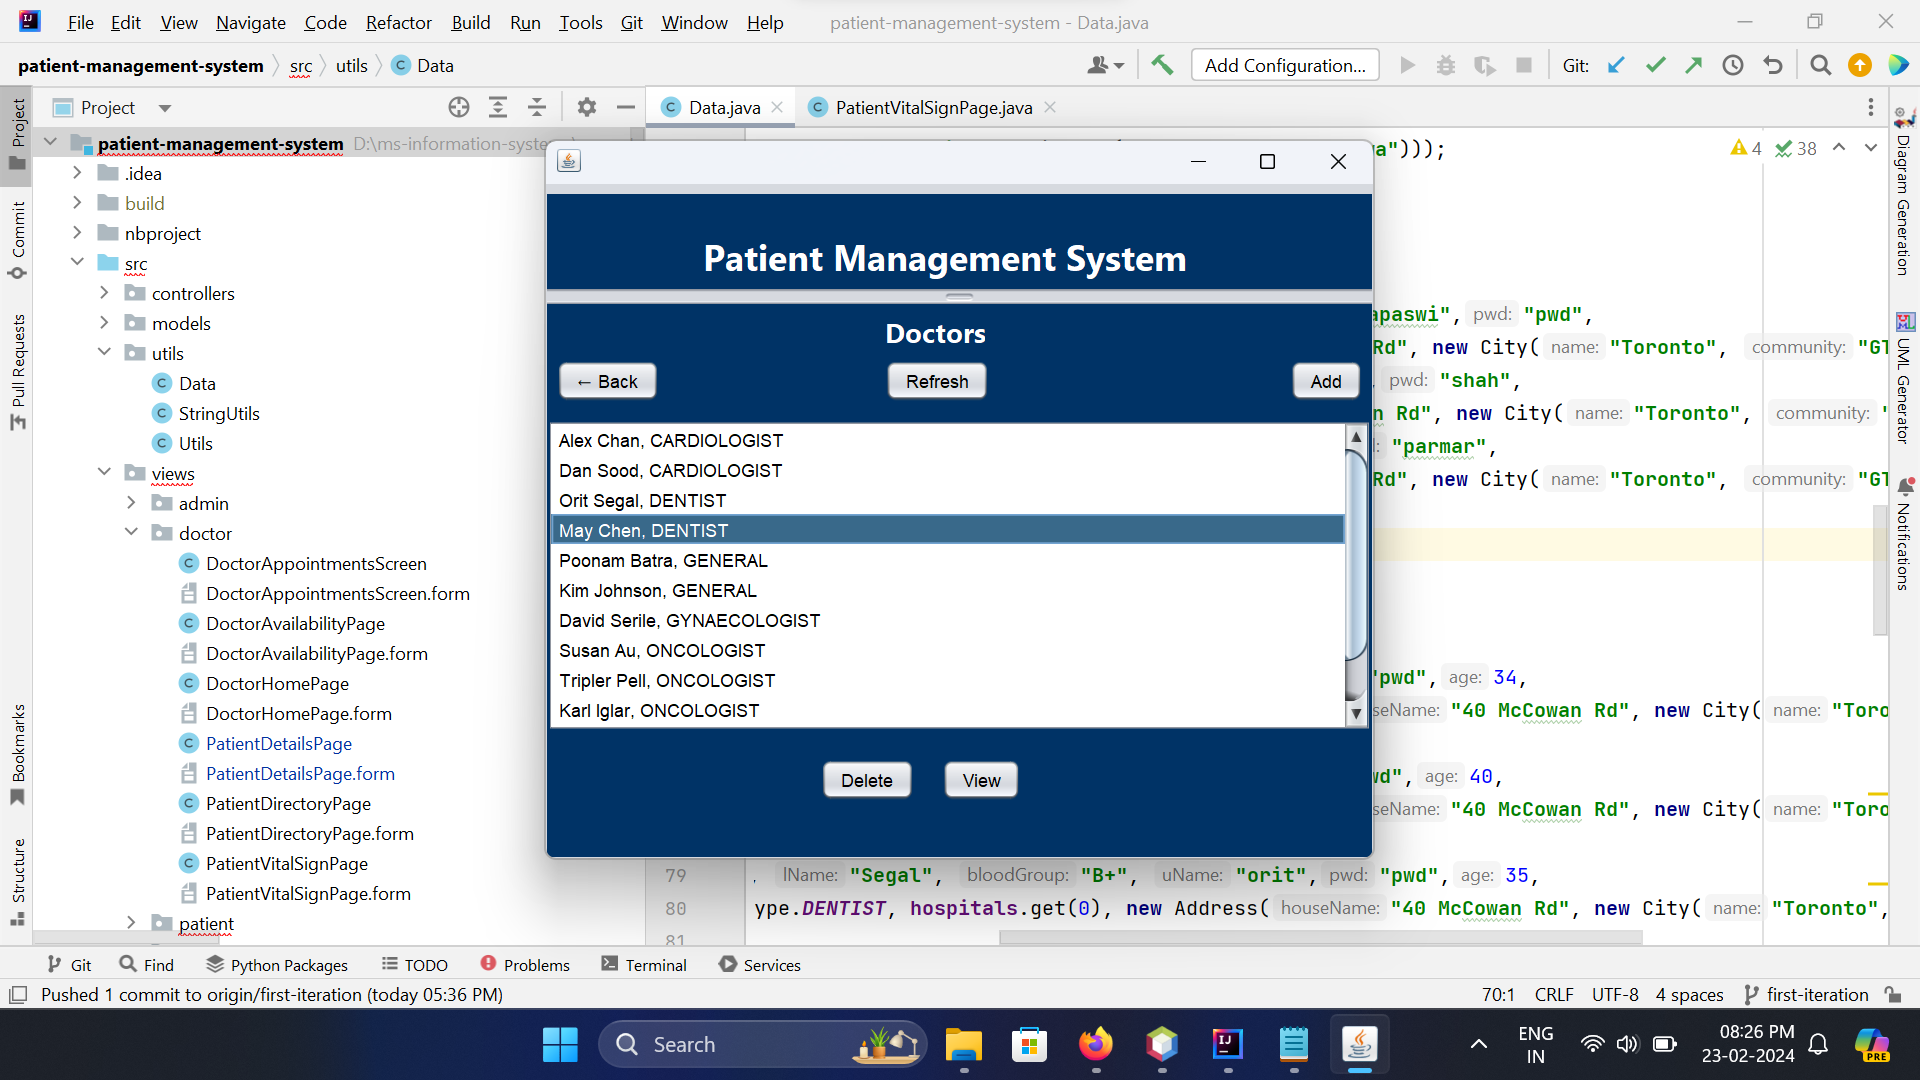 File Edit View Navigate Code Refactor Build Run Tools Git Window Help patient-management-system - Data.java
patient-management-system src utils Data Add Configuration... Git:
Project Data.java PatientVitalSignPage.java
patient-management-system D:\ms-information-syste
.idea
build
nbproject
src
controllers
models
utils
Data
StringUtils
Utils
views
admin
doctor
DoctorAppointmentsScreen
DoctorAppointmentsScreen.form
DoctorAvailabilityPage
DoctorAvailabilityPage.form
DoctorHomePage
DoctorHomePage.form
PatientDetailsPage
PatientDetailsPage.form
PatientDirectoryPage
PatientDirectoryPage.form
PatientVitalSignPage
PatientVitalSignPage.form
patient
Project
Commit
Pull Requests
Bookmarks
Structure
Patient Management System
Doctors
← Back Refresh Add
Alex Chan, CARDIOLOGIST
Dan Sood, CARDIOLOGIST
Orit Segal, DENTIST
May Chen, DENTIST
Poonam Batra, GENERAL
Kim Johnson, GENERAL
David Serile, GYNAECOLOGIST
Susan Au, ONCOLOGIST
Tripler Pell, ONCOLOGIST
Karl Iglar, ONCOLOGIST
Delete View
a")));
4 38
apaswi", pwd: "pwd",
Rd", new City( name: "Toronto", community: "GT
, pwd: "shah",
n Rd", new City( name: "Toronto", community: "
: "parmar",
Rd", new City( name: "Toronto", community: "GT
"pwd", age: 34,
seName: "40 McCowan Rd", new City( name: "Toro
wd", age: 40,
seName: "40 McCowan Rd", new City( name: "Toro
79 , lName: "Segal", bloodGroup: "B+", uName: "orit", pwd: "pwd", age: 35,
80 ype.DENTIST, hospitals.get(0), new Address( houseName: "40 McCowan Rd", new City( name: "Toronto",
81
Diagram Generation
UML Generator
Notifications
Git Find Python Packages TODO Problems Terminal Services
Pushed 1 commit to origin/first-iteration (today 05:36 PM) 70:1 CRLF UTF-8 4 spaces first-iteration
Search
ENG
IN
08:26 PM
23-02-2024
PRE